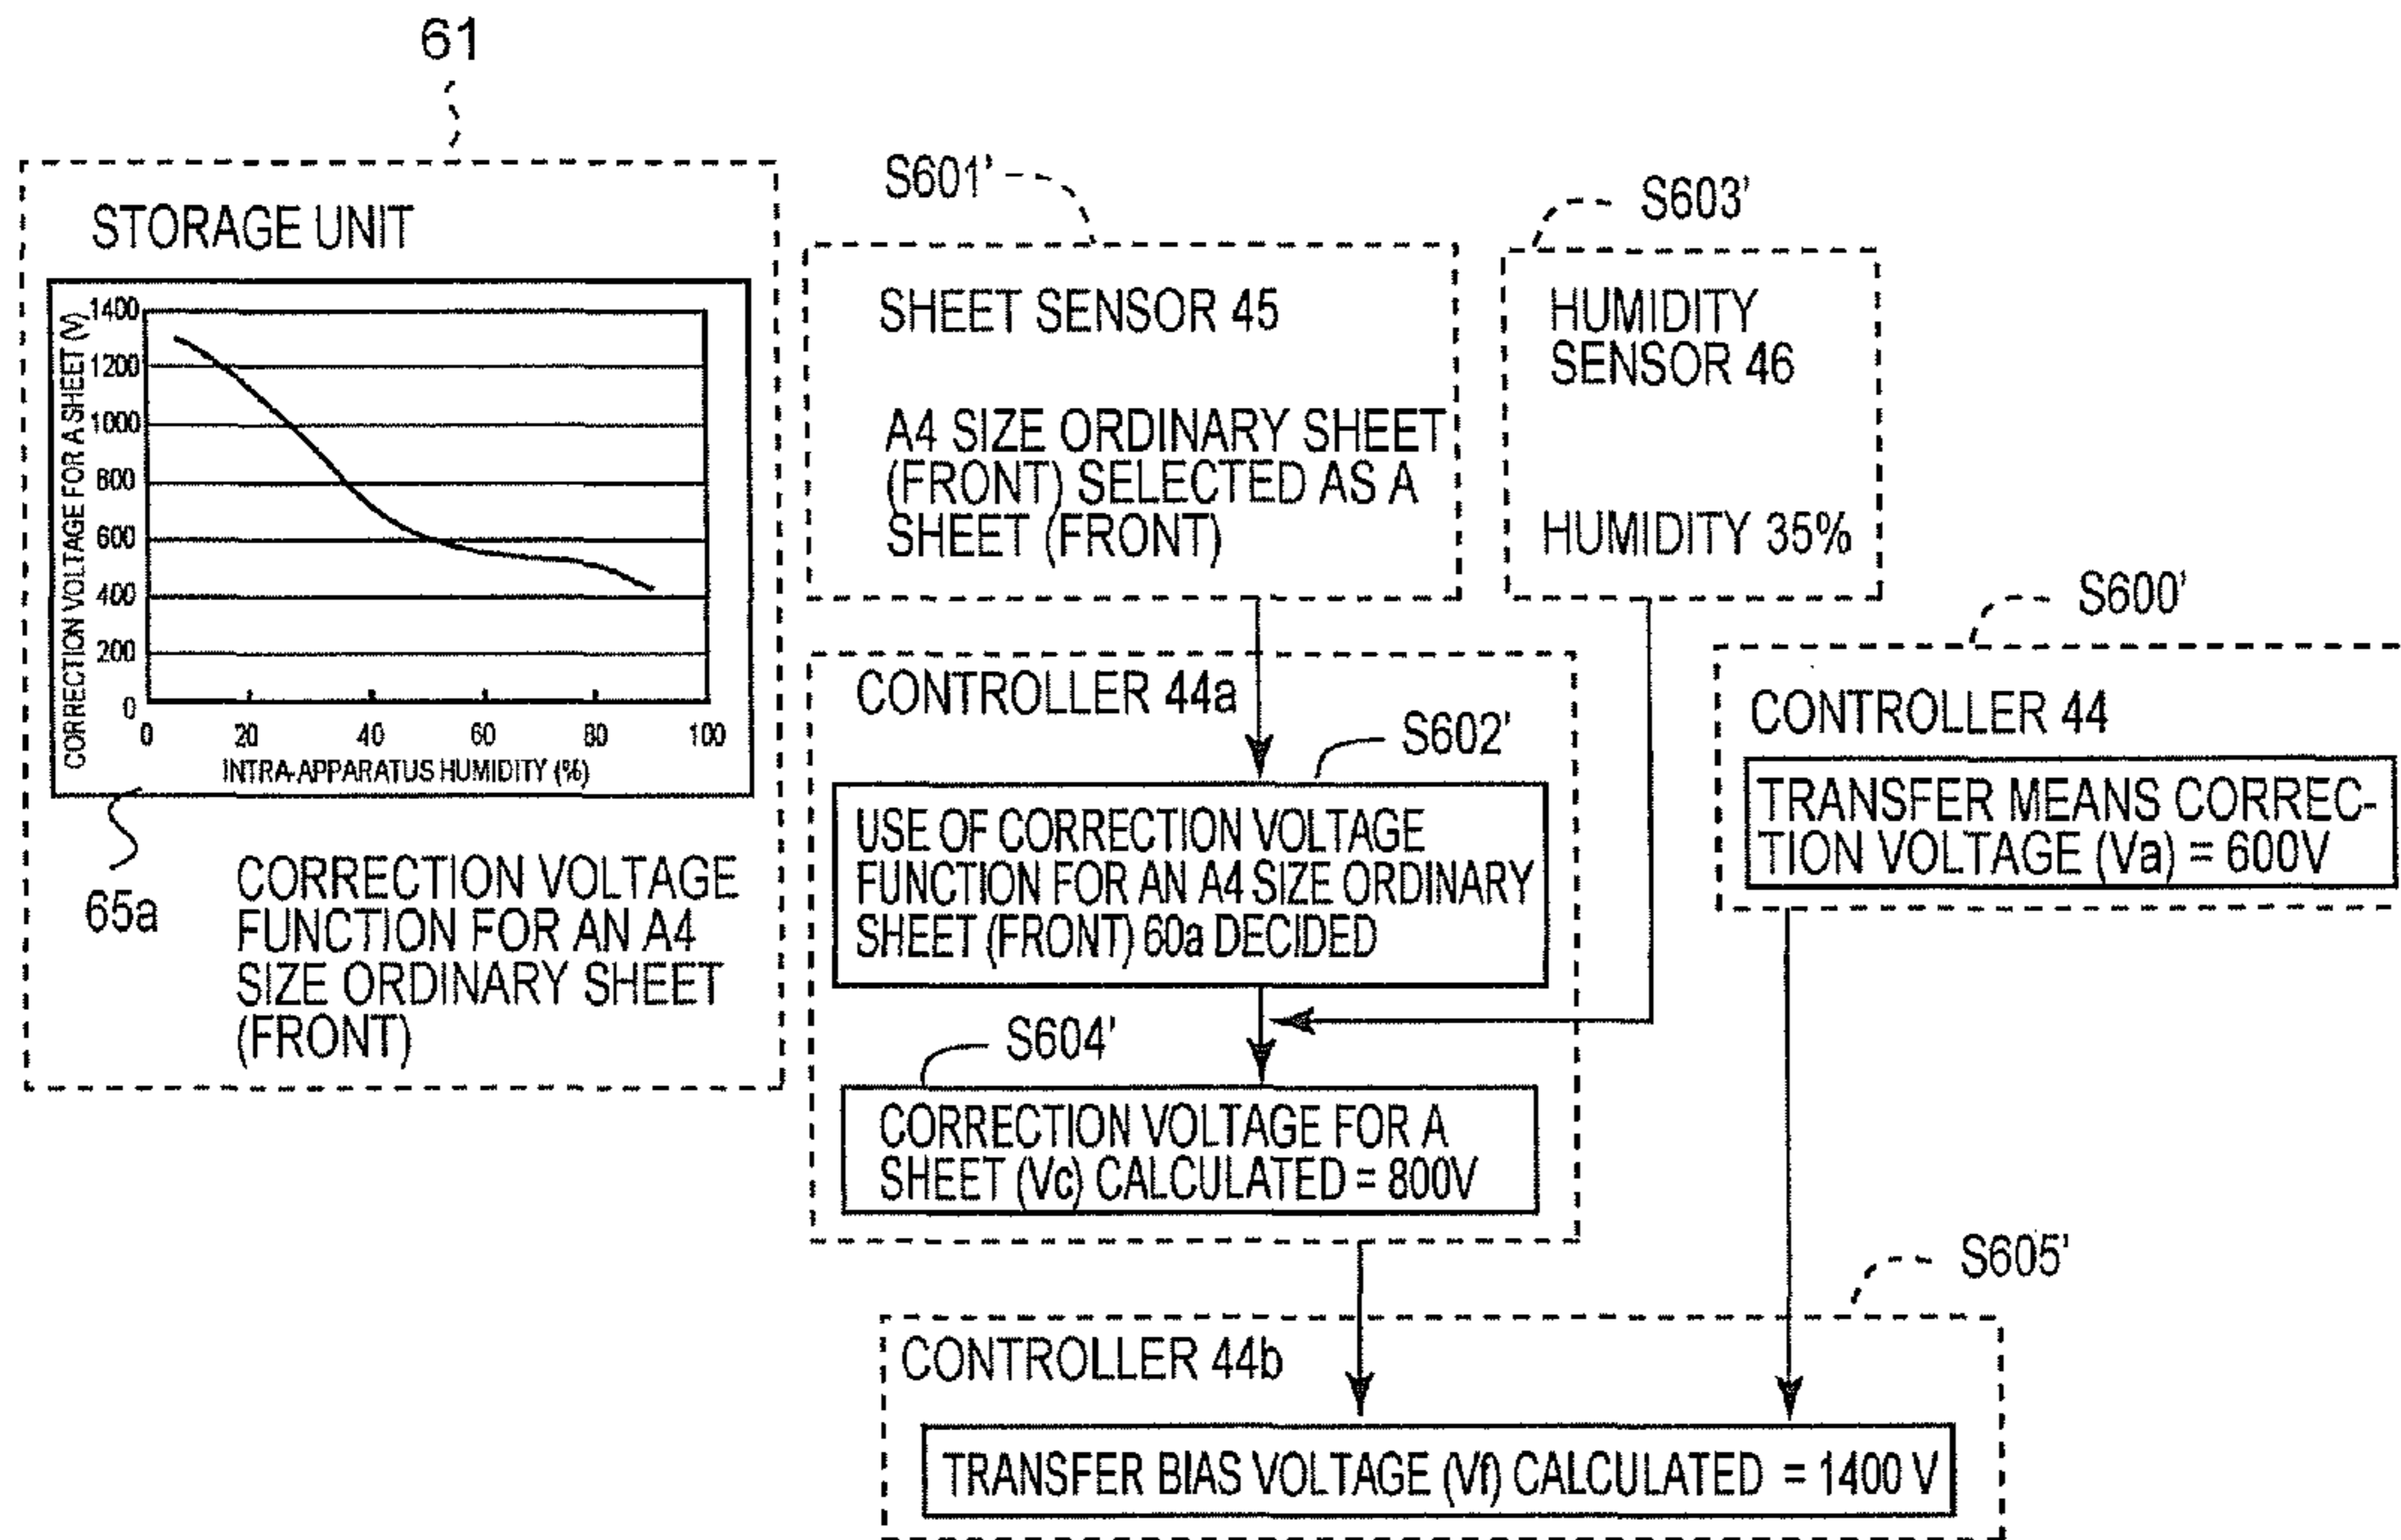 61
STORAGE UNIT
CORRECTION VOLTAGE FOR A SHEET (V)
1400
1200
1000
800
600
400
200
0
0 20 40 60 80 100
INTRA-APPARATUS HUMIDITY (%)
65a
CORRECTION VOLTAGE
FUNCTION FOR AN A4
SIZE ORDINARY SHEET
(FRONT)
S601'
SHEET SENSOR 45
A4 SIZE ORDINARY SHEET
(FRONT) SELECTED AS A
SHEET (FRONT)
S603'
HUMIDITY
SENSOR 46
HUMIDITY 35%
S600'
CONTROLLER 44
TRANSFER MEANS CORREC-
TION VOLTAGE (Va) = 600V
CONTROLLER 44a
S602'
USE OF CORRECTION VOLTAGE
FUNCTION FOR AN A4 SIZE ORDINARY
SHEET (FRONT) 60a DECIDED
S604'
CORRECTION VOLTAGE FOR A
SHEET (Vc) CALCULATED = 800V
S605'
CONTROLLER 44b
TRANSFER BIAS VOLTAGE (Vf) CALCULATED = 1400 V